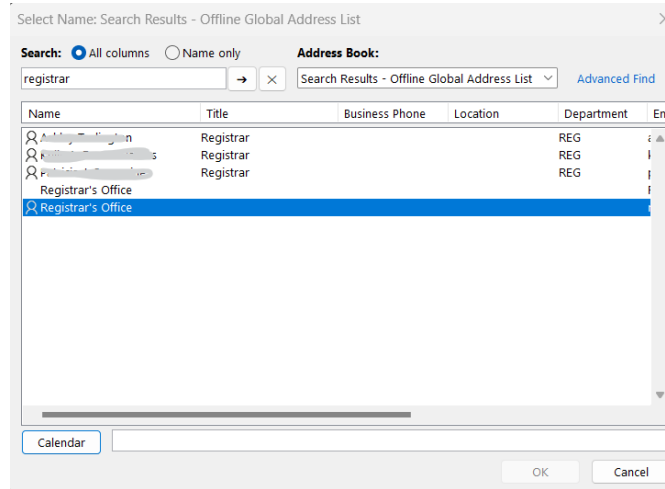 Select Name: Search Results - Offline Global Address List
Search: All columns Name only Address Book:
registrar Search Results - Offline Global Address List Advanced Find
Name Title Business Phone Location Department
Registrar REG
Registrar REG
Registrar REG
Registrar's Office
Registrar's Office
Calendar
OK Cancel